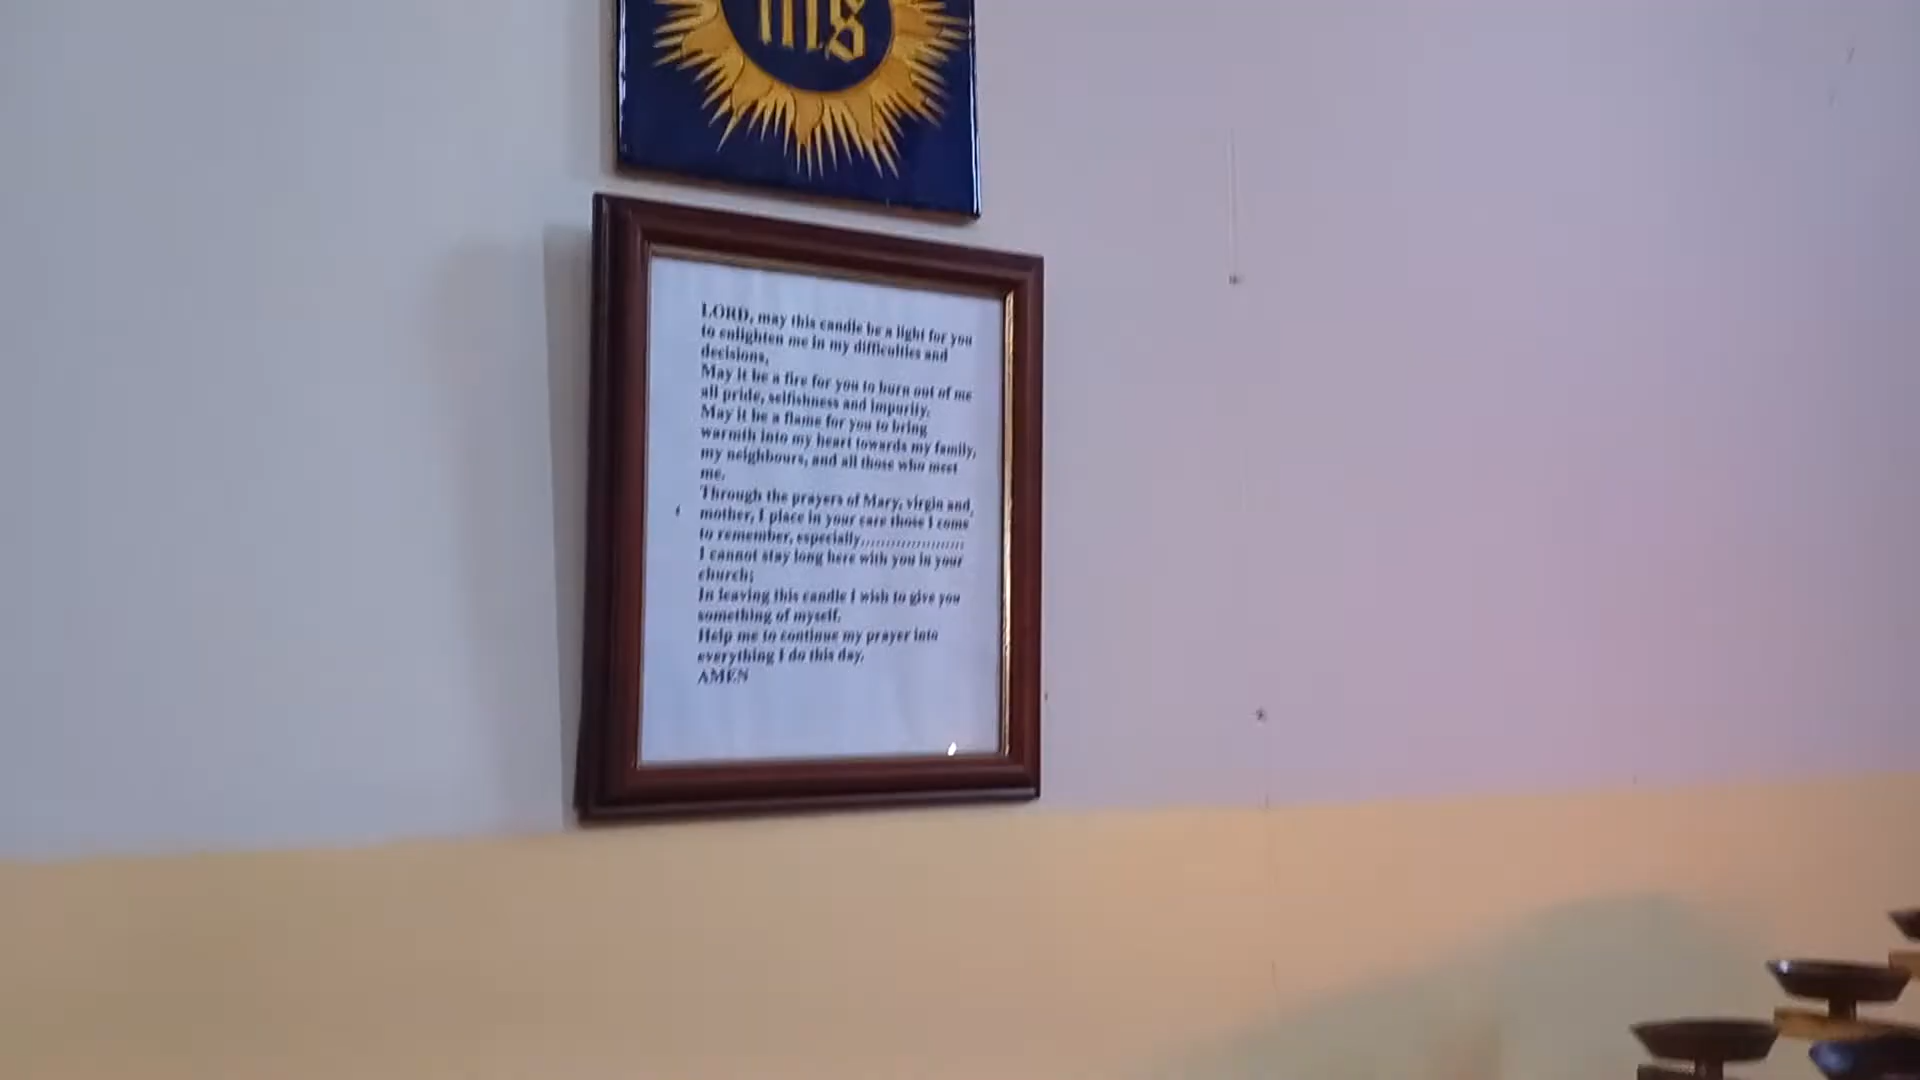 ihs
LORD, may this candle be a light for you
to enlighten me in my difficulties and
decisions,
May it be a fire for you to burn out of me
all pride, selfishness and impurity.
May it be a flame for you to bring
warmth into my heart towards my family,
my neighbours, and all those who meet
me.
Through the prayers of Mary, virgin and,
mother, I place in your care those I come
to remember, especially.....................
I cannot stay long here with you in your
church;
In leaving this candle I wish to give you
something of myself.
Help me to continue my prayer into
everything I do this day.
AMEN